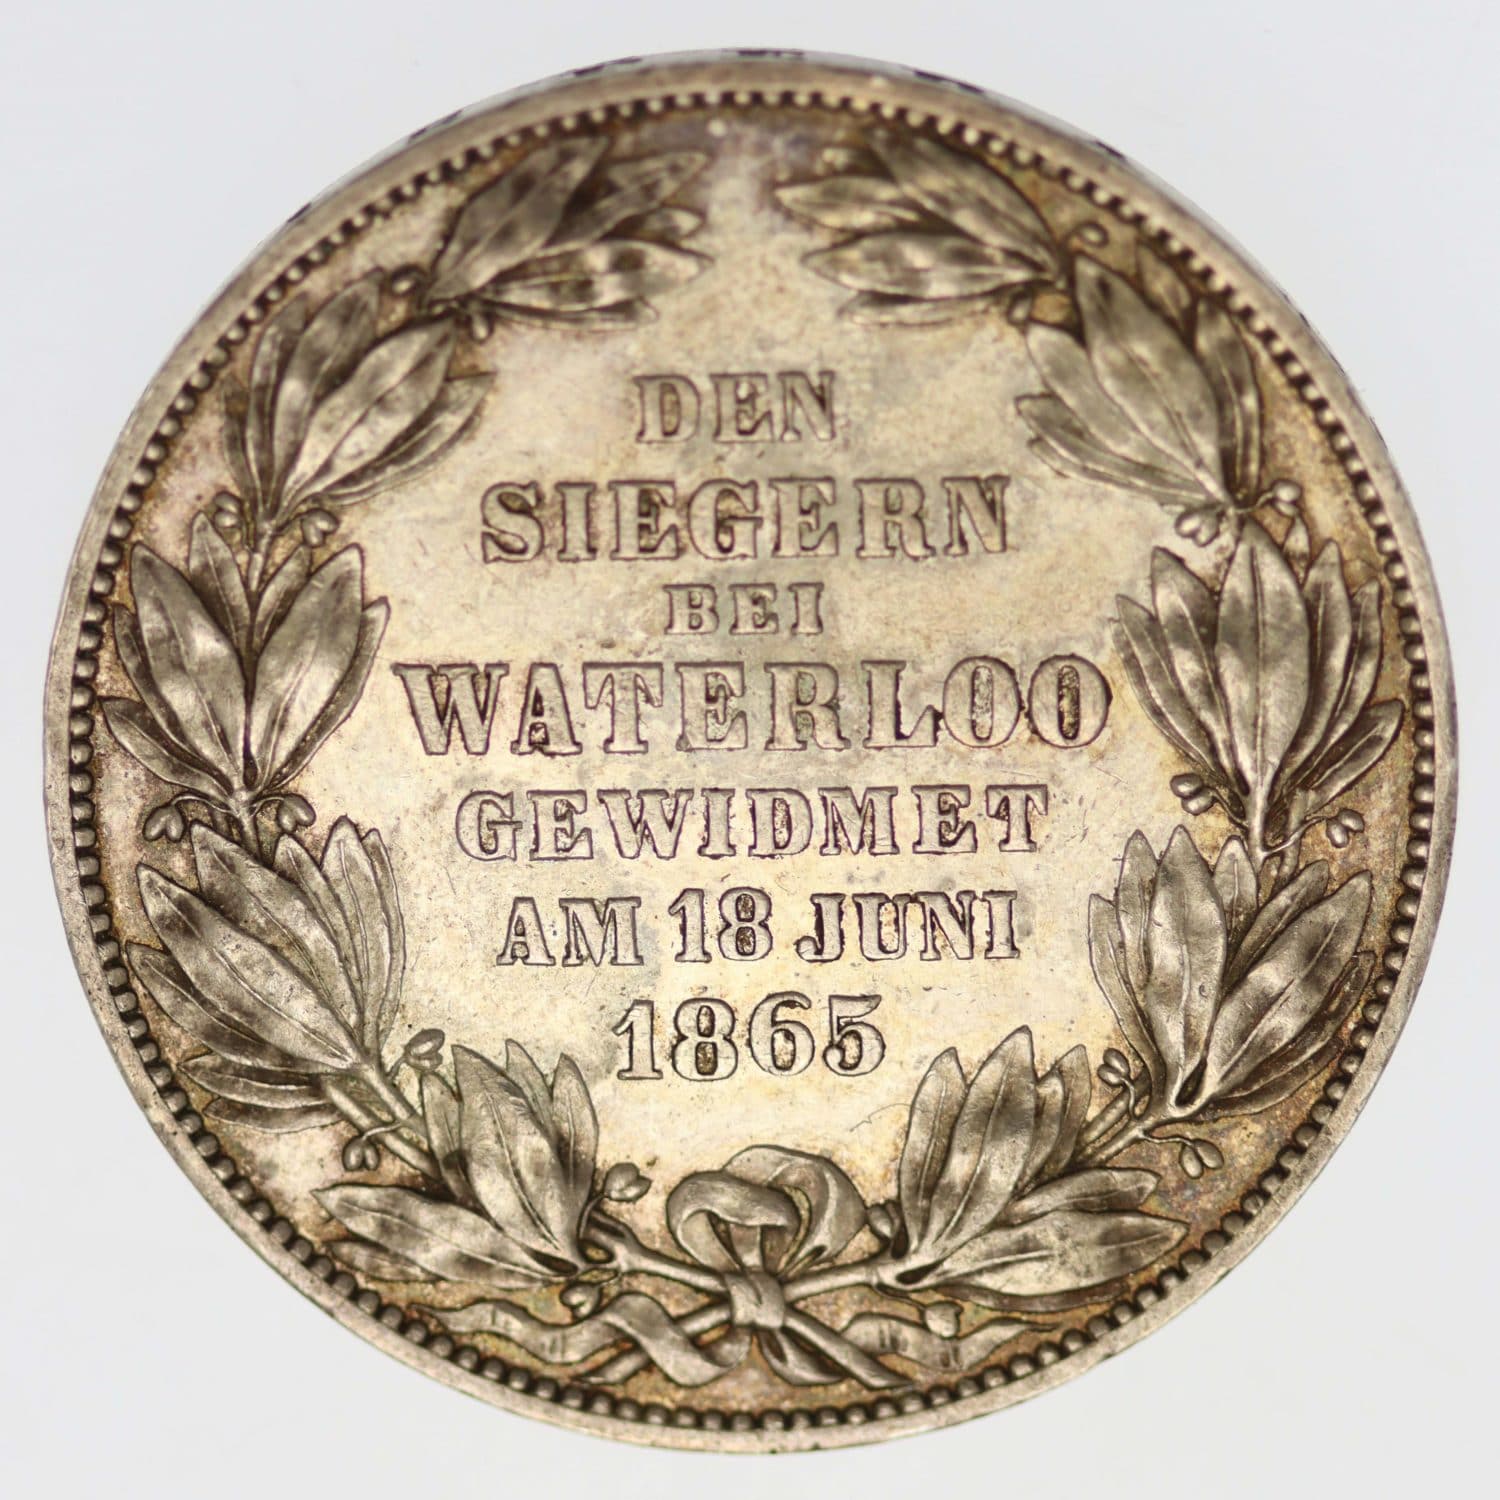 DEN
SIEGERN
BEI
WATERLOO
GEWIDMET
AM 18 JUNI
1865